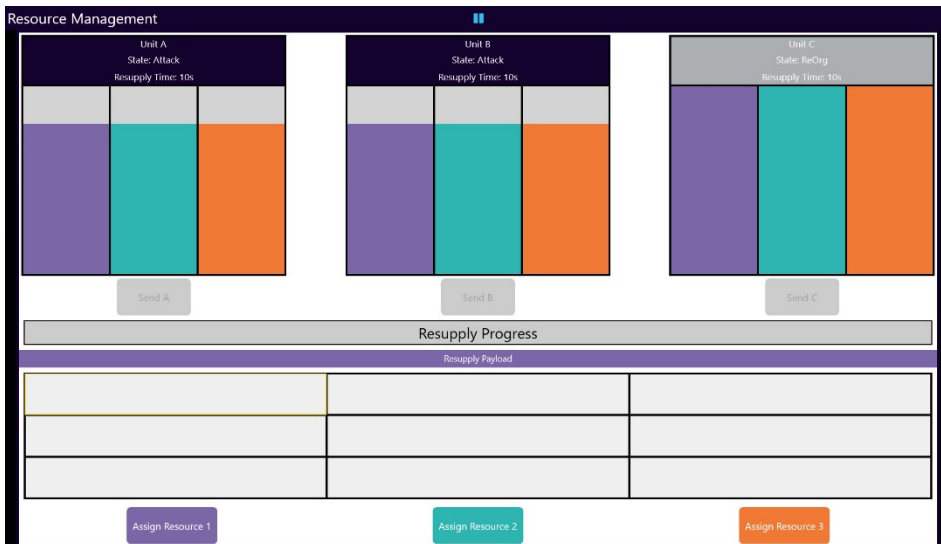 Resource Management
Unit A
State: Attack
Resupply Time: 10s
Unit B
State: Attack
Resupply Time: 10s
Unit C
State: ReOrg
Resupply Time: 10s
Send A
Send B
Send C
Resupply Progress
Resupply Payload
Assign Resource 1
Assign Resource 2
Assign Resource 3